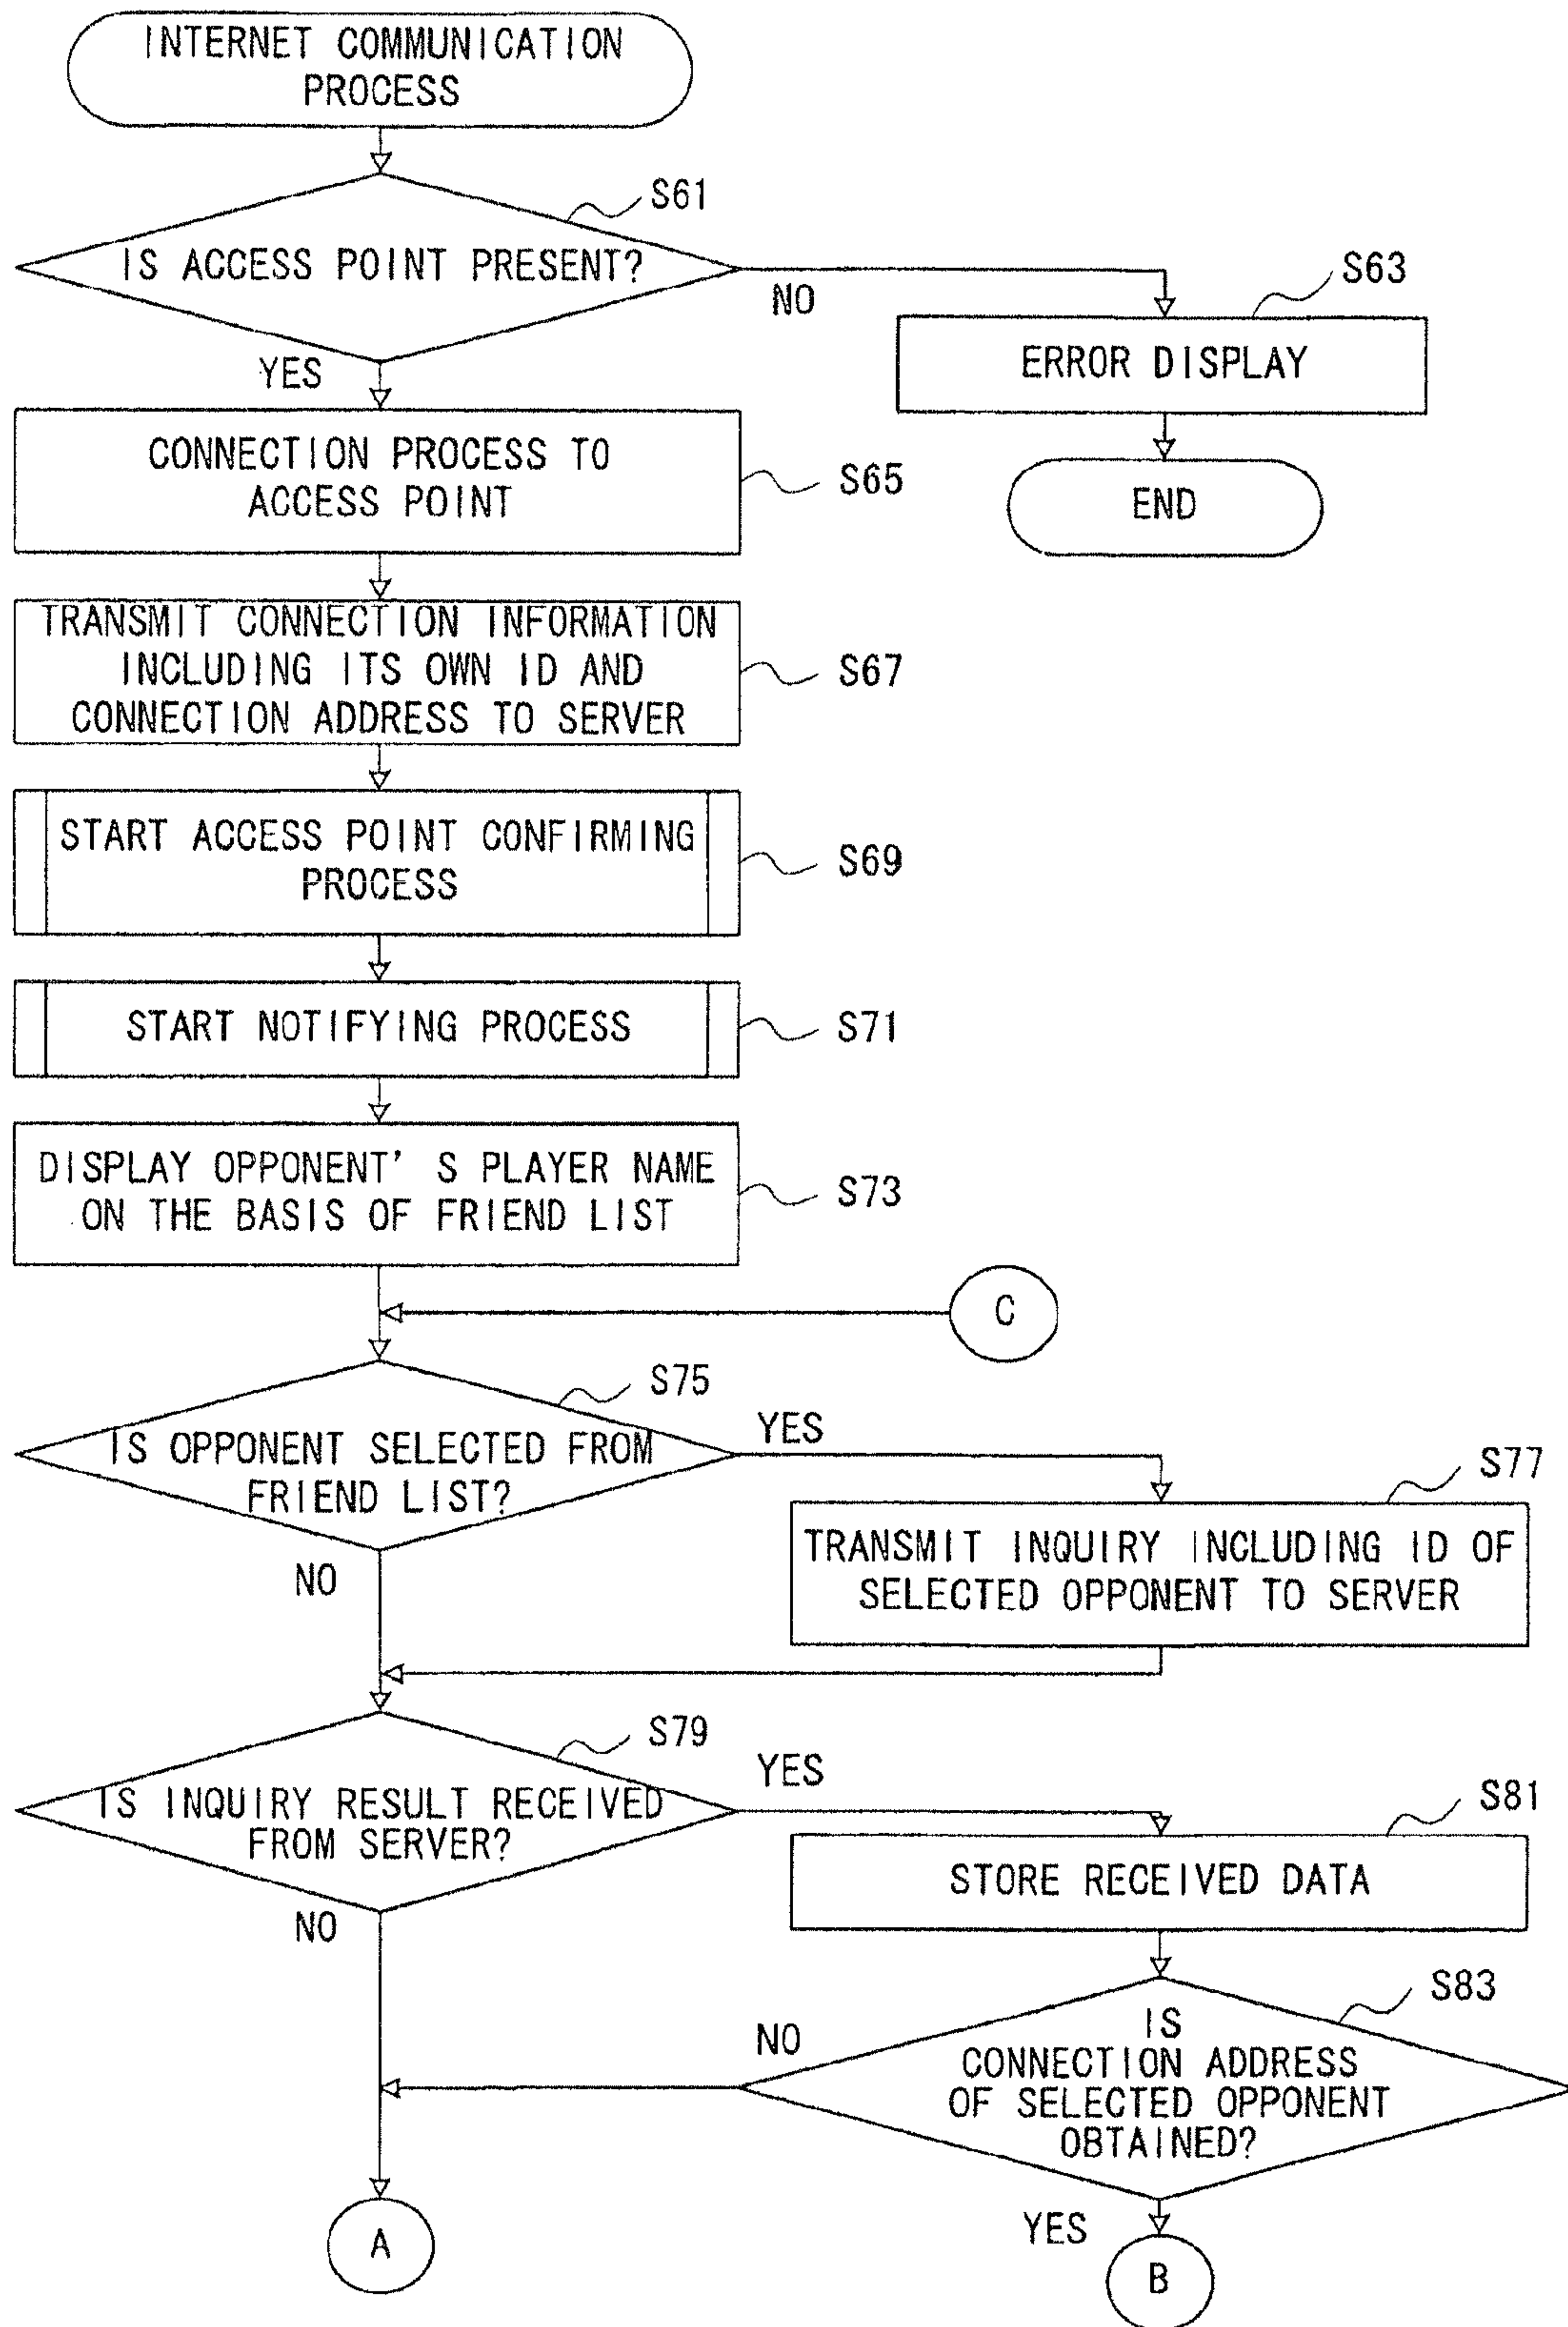 INTERNET COMMUNICATION
PROCESS
S61
IS ACCESS POINT PRESENT?
NO
S63
ERROR DISPLAY
END
YES
CONNECTION PROCESS TO
ACCESS POINT
S65
TRANSMIT CONNECTION INFORMATION
INCLUDING ITS OWN ID AND
CONNECTION ADDRESS TO SERVER
S67
START ACCESS POINT CONFIRMING
PROCESS
S69
START NOTIFYING PROCESS
S71
DISPLAY OPPONENT' S PLAYER NAME
ON THE BASIS OF FRIEND LIST
S73
C
S75
IS OPPONENT SELECTED FROM
FRIEND LIST?
YES
S77
TRANSMIT INQUIRY INCLUDING ID OF
SELECTED OPPONENT TO SERVER
NO
S79
IS INQUIRY RESULT RECEIVED
FROM SERVER?
YES
S81
STORE RECEIVED DATA
NO
S83
IS
CONNECTION ADDRESS
OF SELECTED OPPONENT
OBTAINED?
NO
YES
A
B